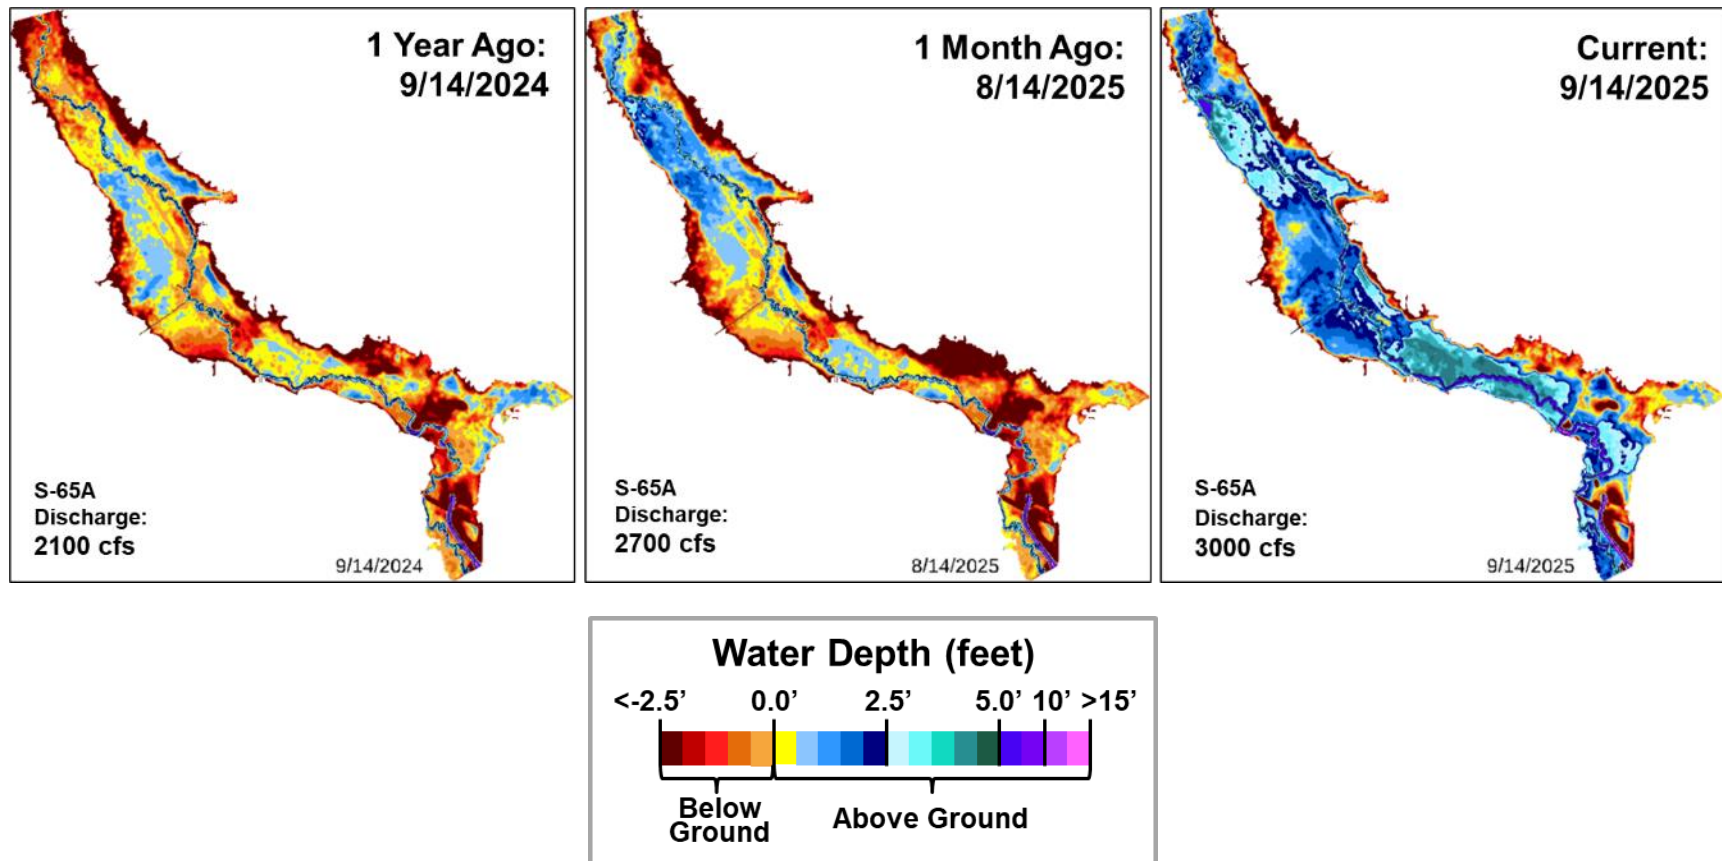 1 Year Ago:
9/14/2024
S-65A
Discharge:
2100 cfs
9/14/2024
1 Month Ago:
8/14/2025
S-65A
Discharge:
2700 cfs
8/14/2025
Current:
9/14/2025
S-65A
Discharge:
3000 cfs
9/14/2025
Water Depth (feet)
<-2.5’ 0.0’ 2.5’ 5.0’ 10’ >15’
Below
Ground
Above Ground